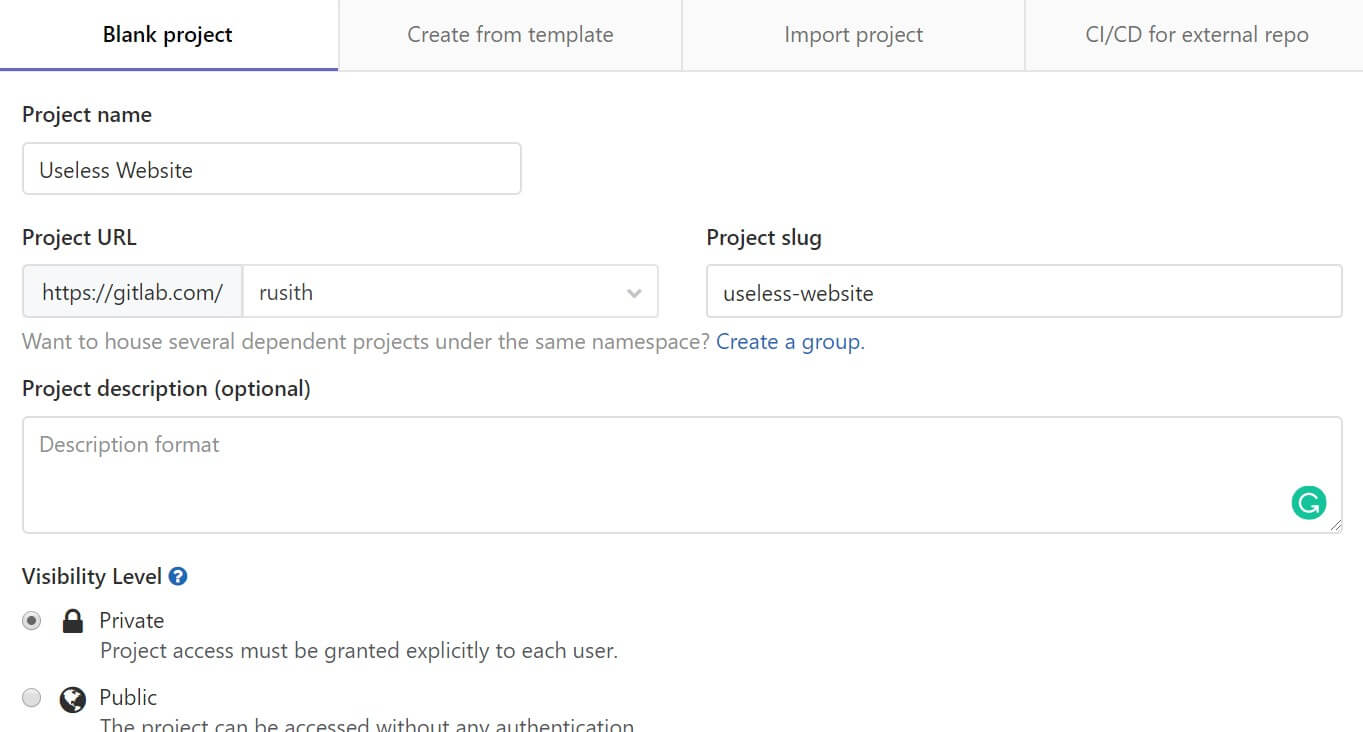 Blank project
Create from template
Import project
CI/CD for external repo
Project name
Useless Website
Project URL
Project slug
https://gitlab.com/ rusith
useless-website
Want to house several dependent projects under the same namespace? Create a group.
Project description (optional)
Description format
Visibility Level
Private
Project access must be granted explicitly to each user.
Public
The project can be accessed without any authentication.